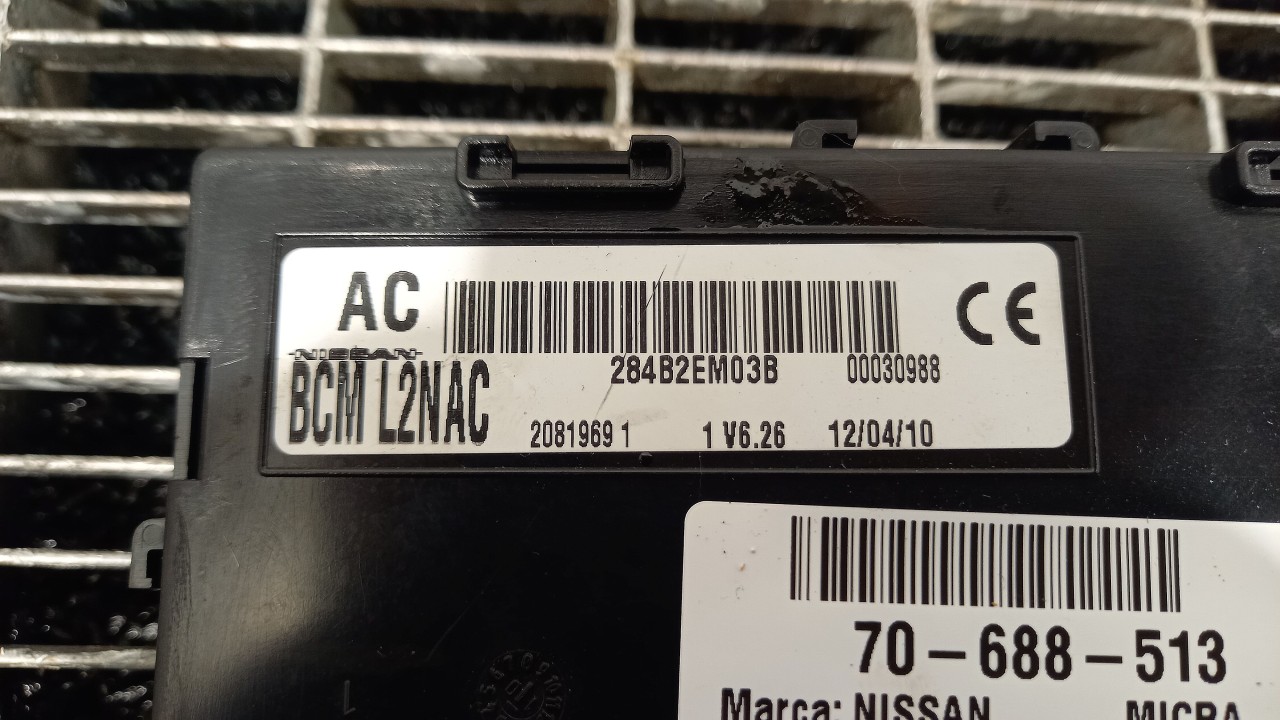 AC
NISSAN
284B2EM03B 00030988
BCM L2NAC
2081969 1 1 V6.26 12/04/10
CE
70-688-513
Marca: NISSAN MICRA